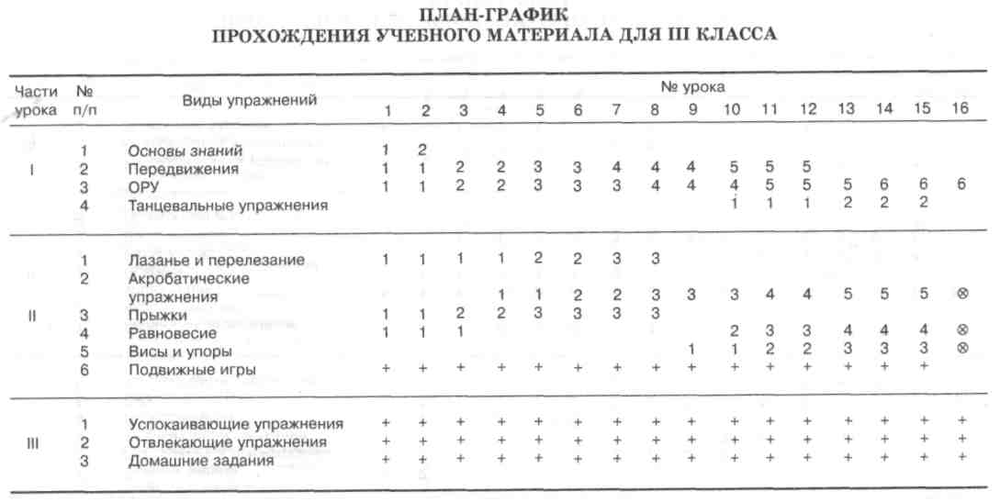 ПЛАН-ГРАФИК
ПРОХОЖДЕНИЯ УЧЕБНОГО МАТЕРИАЛА ДЛЯ III КЛАССА
Части урока № п/п Виды упражнений № урока
1 2 3 4 5 6 7 8 9 10 11 12 13 14 15 16
1 Основы знаний 1 2
I 2 Передвижения 1 1 2 2 3 3 4 4 4 5 5 5
3 ОРУ 1 1 2 2 3 3 3 4 4 4 5 5 5 6 6 6
4 Танцевальные упражнения 1 1 1 2 2 2
1 Лазанье и перелезание 1 1 1 1 2 2 3 3
2 Акробатические
упражнения 1 1 2 2 3 3 3 4 4 5 5 5 ⊗
II 3 Прыжки 1 1 2 2 3 3 3 3
4 Равновесие 1 1 1 2 3 3 4 4 4 ⊗
5 Висы и упоры 1 1 2 2 3 3 3 ⊗
6 Подвижные игры + + + + + + + + + + + + + + +
1 Успокаивающие упражнения + + + + + + + + + + + + + + + +
III 2 Отвлекающие упражнения + + + + + + + + + + + + + + + +
3 Домашние задания + + + + + + + + + + + + + + + +